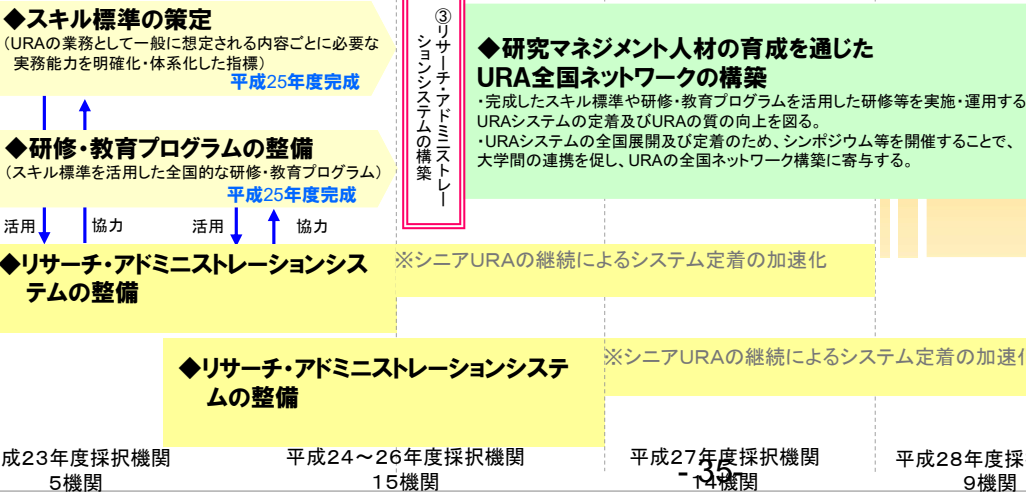 ◆スキル標準の策定
(URAの業務として一般に想定される内容ごとに必要な
実務能力を明確化・体系化した指標)
平成25年度完成
◆研修・教育プログラムの整備
(スキル標準を活用した全国的な研修・教育プログラム)
平成25年度完成
活用
協力
活用
協力
③リサーチ・アドミニストレー
ションシステムの構築
◆研究マネジメント人材の育成を通じた
URA全国ネットワークの構築
・完成したスキル標準や研修・教育プログラムを活用した研修等を実施・運用する
URAシステムの定着及びURAの質の向上を図る。
・URAシステムの全国展開及び定着のため、シンポジウム等を開催することで、
大学間の連携を促し、URAの全国ネットワーク構築に寄与する。
◆リサーチ・アドミニストレーションシス
テムの整備
※シニアURAの継続によるシステム定着の加速化
◆リサーチ・アドミニストレーションシステ
ムの整備
※シニアURAの継続によるシステム定着の加速
成23年度採択機関
5機関
平成24～26年度採択機関
15機関
平成27年度採択機関
14機関
- 35-
平成28年度採
9機関